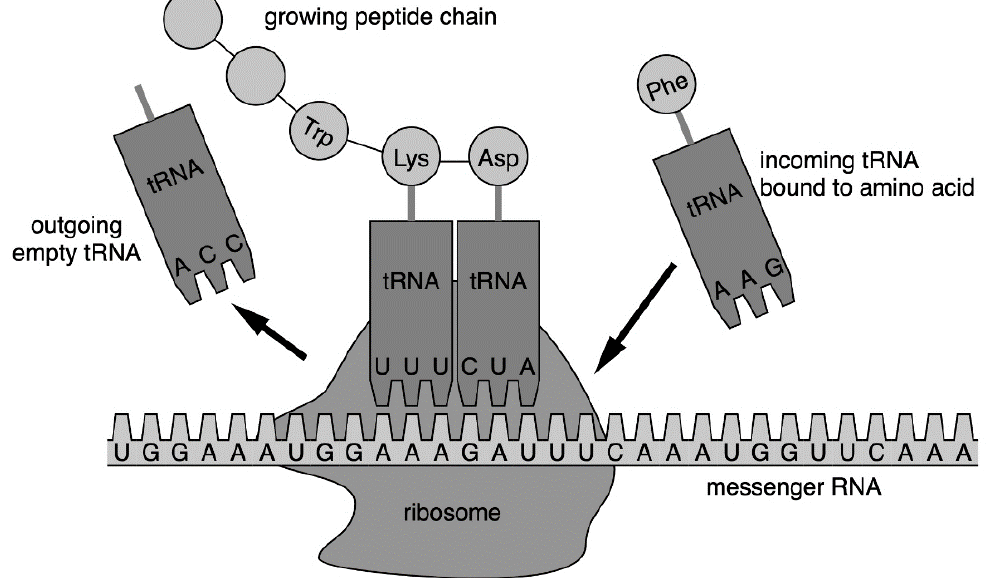 growing peptide chain
Trp
Lys
Asp
Phe
tRNA
incoming tRNA
bound to amino acid
tRNA
outgoing
empty tRNA
A C C
A A G
tRNA
tRNA
U U U C U A
U G G A A A U G G A A A G A U U U C A A A U G G U U C A A A
messenger RNA
ribosome